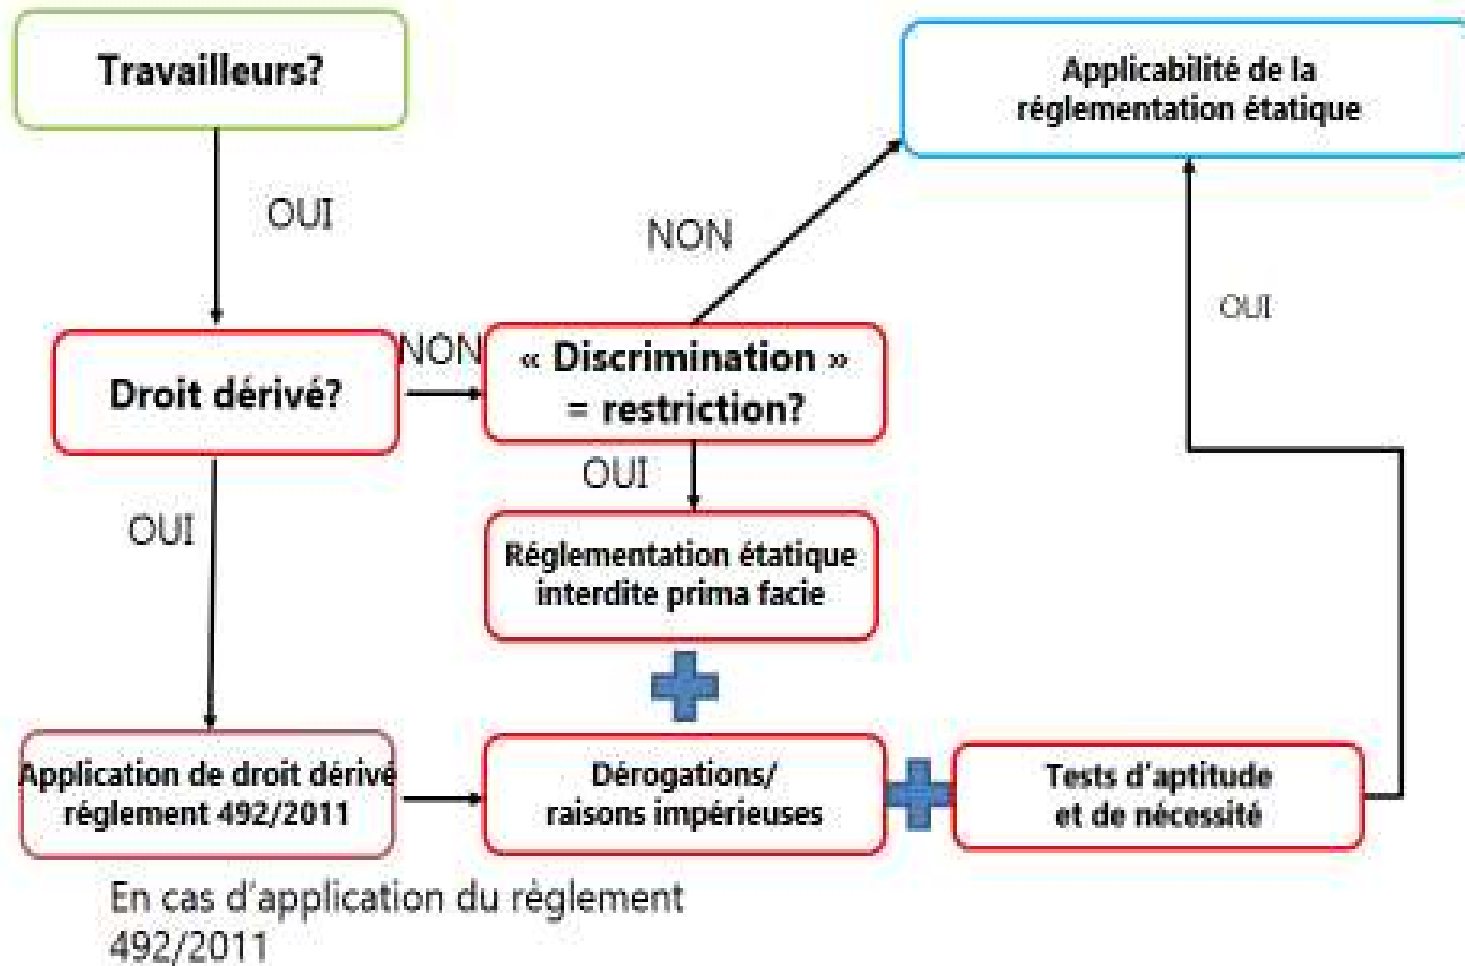 Travailleurs?
Applicabilité de la
réglementation étatique
OUI
NON
OUI
Droit dérivé?
NON
« Discrimination »
= restriction?
OUI
OUI
Réglementation étatique
interdite prima facie
Application de droit dérivé
réglement 492/2011
Dérogations/
raisons impérieuses
Tests d'aptitude
et de nécessité
En cas d'application du règlement
492/2011